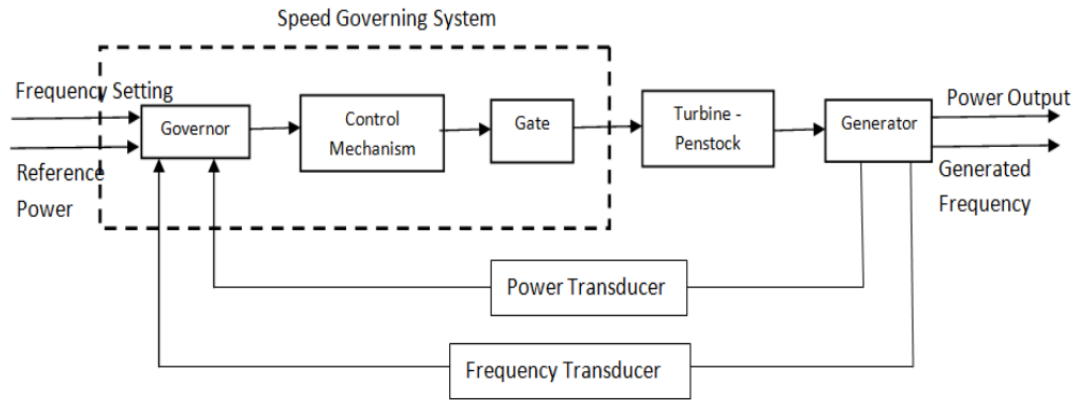 Speed Governing System
Frequency Setting
Reference
Power
Governor
Control
Mechanism
Gate
Turbine -
Penstock
Generator
Power Output
Generated
Frequency
Power Transducer
Frequency Transducer